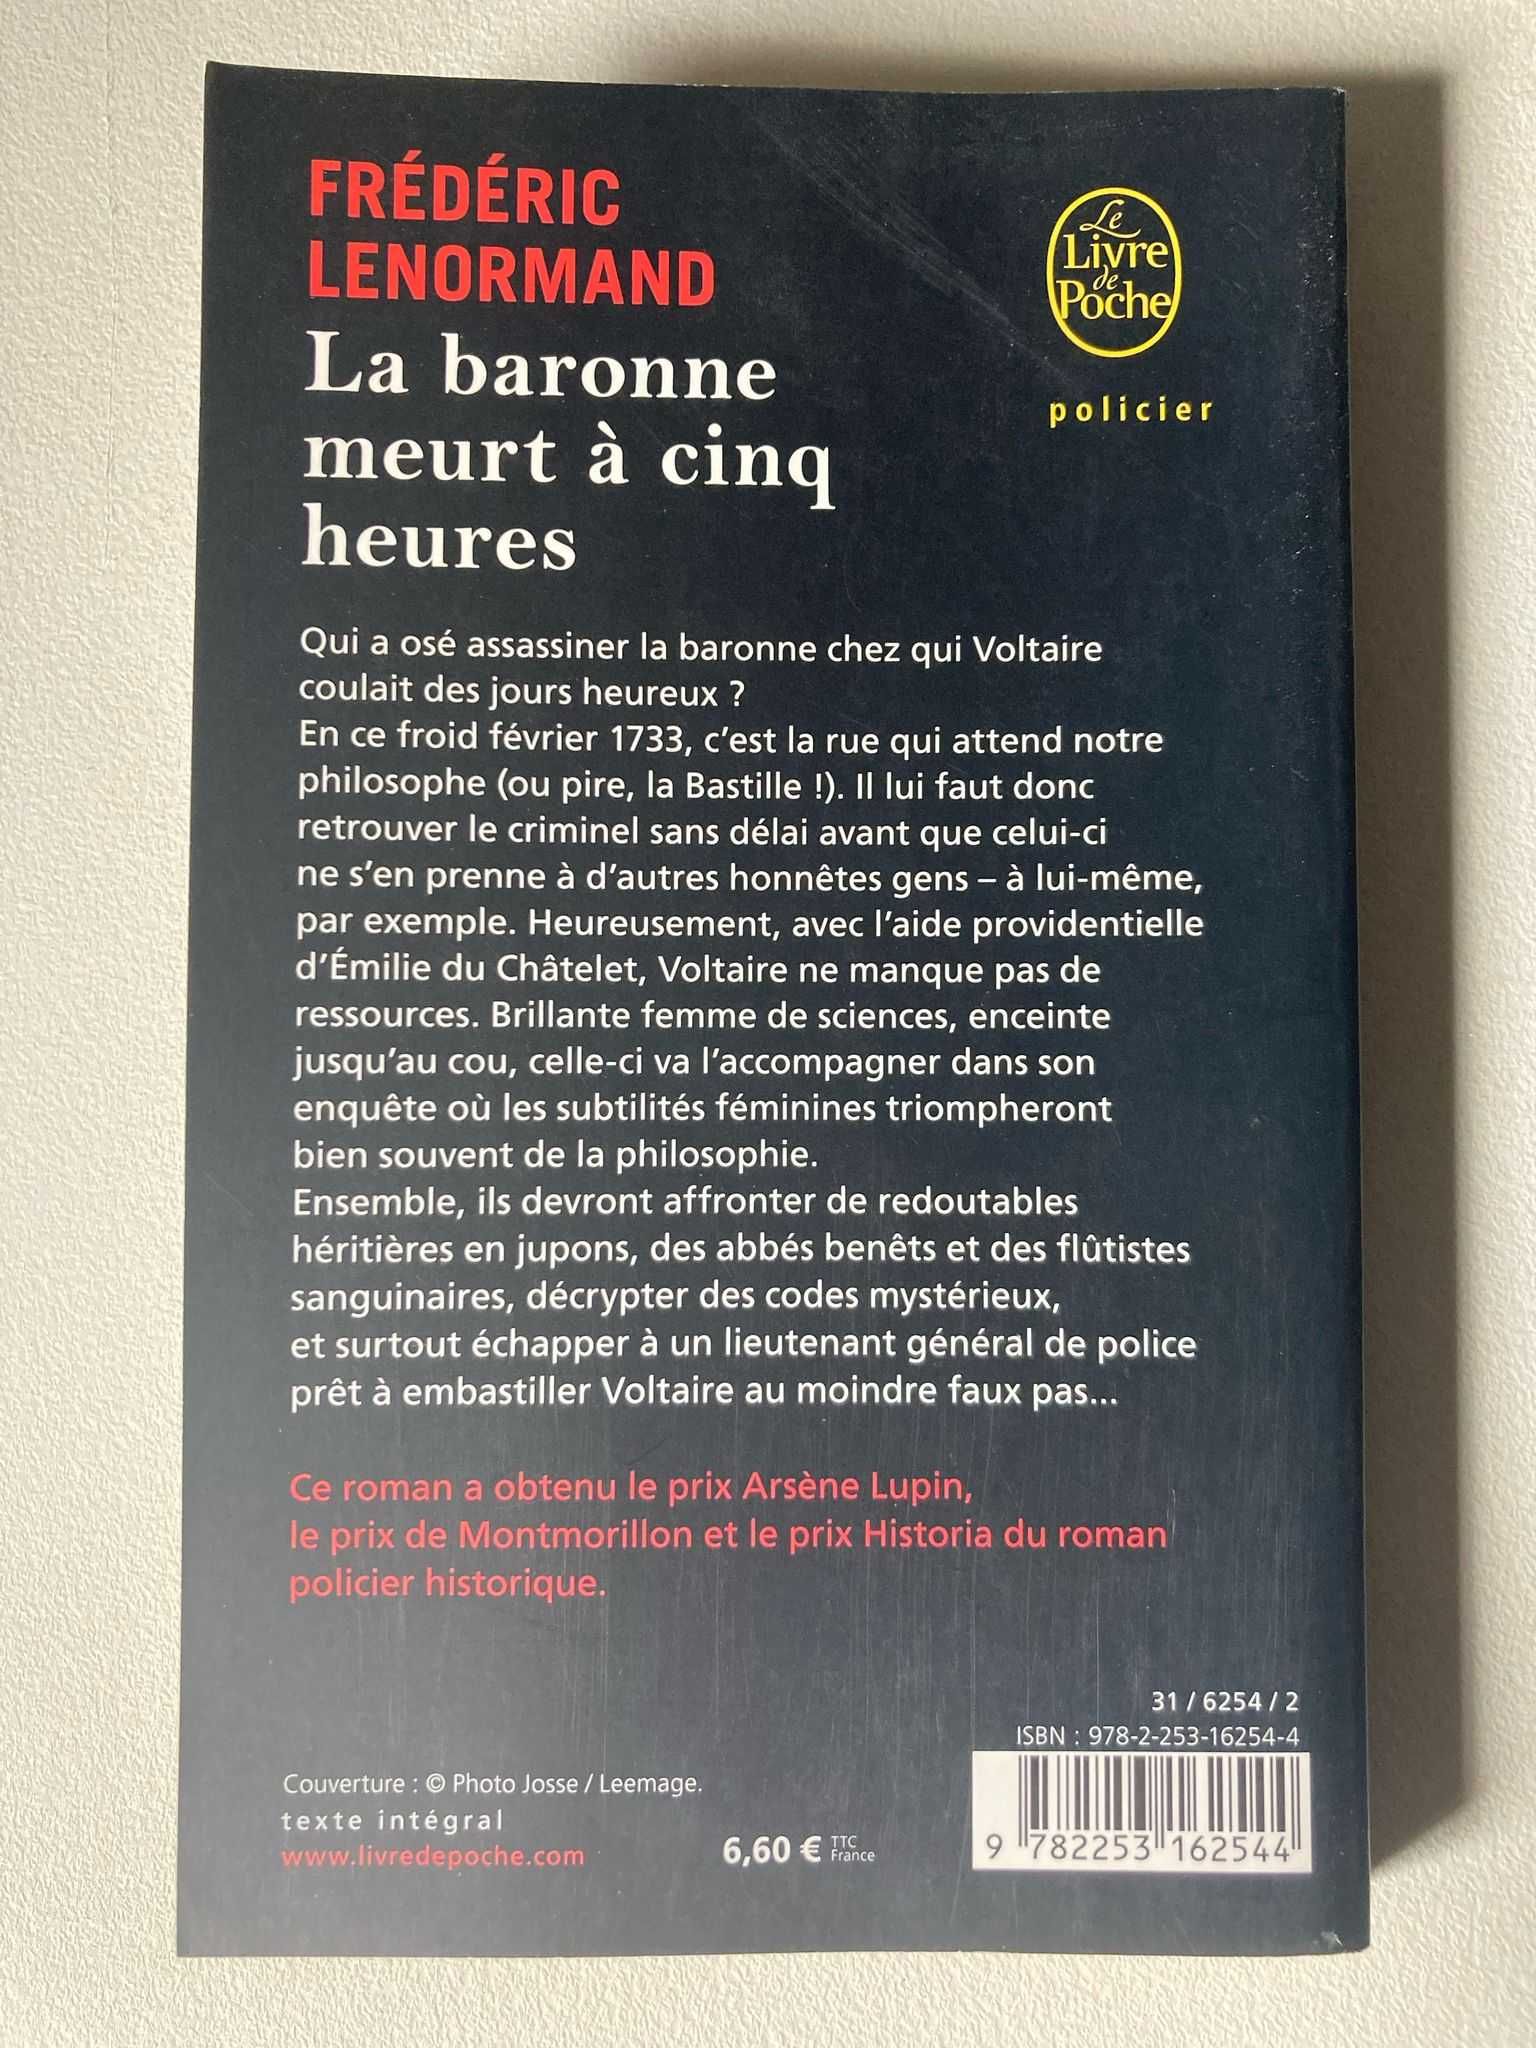 FRÉDÉRIC
LENORMAND
La baronne
meurt à cinq
heures
Le
Livre
de
Poche
policier
Qui a osé assassiner la baronne chez qui Voltaire
coulait des jours heureux ?
En ce froid février 1733, c’est la rue qui attend notre
philosophe (ou pire, la Bastille !). Il lui faut donc
retrouver le criminel sans délai avant que celui-ci
ne s’en prenne à d’autres honnêtes gens – à lui-même,
par exemple. Heureusement, avec l’aide providentielle
d’Émilie du Châtelet, Voltaire ne manque pas de
ressources. Brillante femme de sciences, enceinte
jusqu’au cou, celle-ci va l’accompagner dans son
enquête où les subtilités féminines triompheront
bien souvent de la philosophie.
Ensemble, ils devront affronter de redoutables
héritières en jupons, des abbés benêts et des flûtistes
sanguinaires, décrypter des codes mystérieux,
et surtout échapper à un lieutenant général de police
prêt à embastiller Voltaire au moindre faux pas...
Ce roman a obtenu le prix Arsène Lupin,
le prix de Montmorillon et le prix Historia du roman
policier historique.
31 / 6254 / 2
ISBN : 978-2-253-16254-4
Couverture : © Photo Josse / Leemage.
texte intégral
www.livredepoche.com
6,60 € TTC
France
9 782253 162544